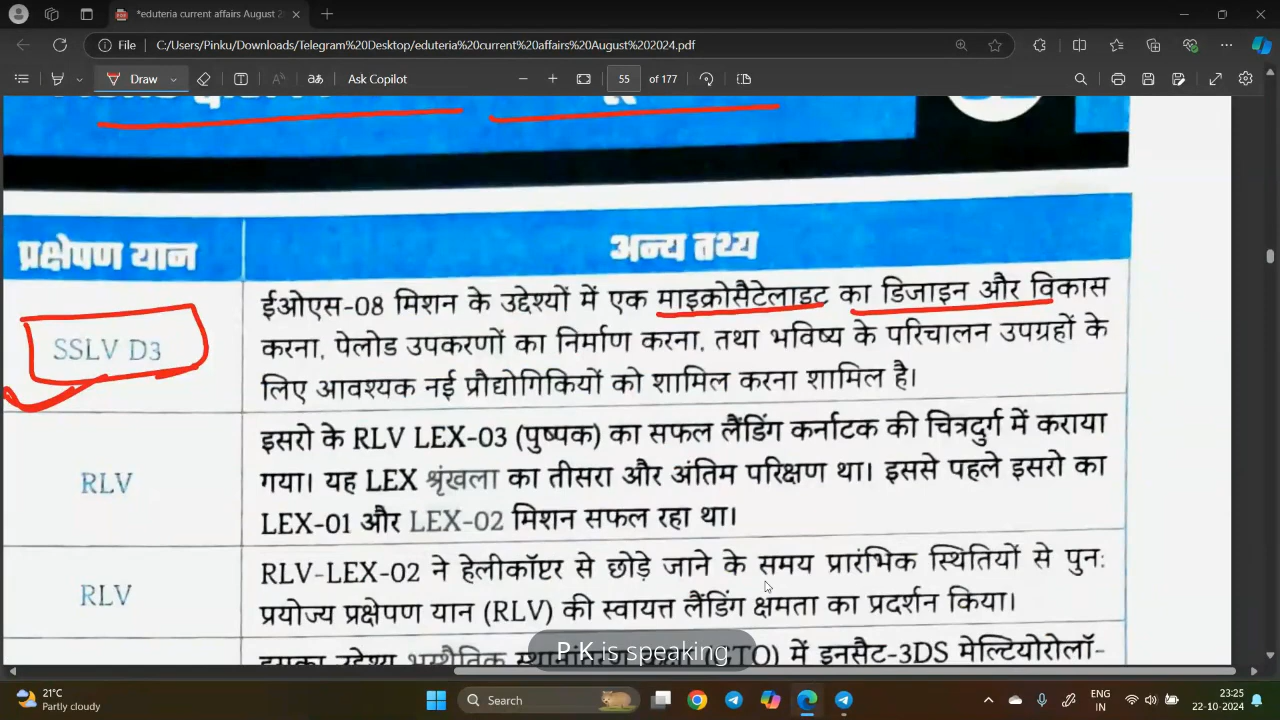 *eduteria current affairs August 2
File
C:/Users/Pinku/Downloads/Telegram%20Desktop/eduteria%20current%20affairs%20August%202024.pdf
Draw
Ask Copilot
55 of 177
प्रक्षेपण यान
अन्य तथ्य
SSLV D3
ईओएस-08 मिशन के उद्देश्यों में एक माइक्रोसैटेलाइट का डिजाइन और विकास
करना, पेलोड उपकरणों का निर्माण करना, तथा भविष्य के परिचालन उपग्रहों के
लिए आवश्यक नई प्रौद्योगिकियों को शामिल करना शामिल है।
RLV
इसरो के RLV LEX-03 (पुष्पक) का सफल लैंडिंग कर्नाटक की चित्रदुर्ग में कराया
गया। यह LEX श्रृंखला का तीसरा और अंतिम परिक्षण था। इससे पहले इसरो का
LEX-01 और LEX-02 मिशन सफल रहा था।
RLV
RLV-LEX-02 ने हेलीकॉप्टर से छोड़े जाने के समय प्रारंभिक स्थितियों से पुनः
प्रयोज्य प्रक्षेपण यान (RLV) की स्वायत्त लैंडिंग क्षमता का प्रदर्शन किया।
इसका उद्देश्य भूस्थैतिक (GTO) में इनसैट-3DS मेल्टियोरोलॉ-
P K is speaking
21°C
Partly cloudy
Search
ENG
IN
23:25
22-10-2024